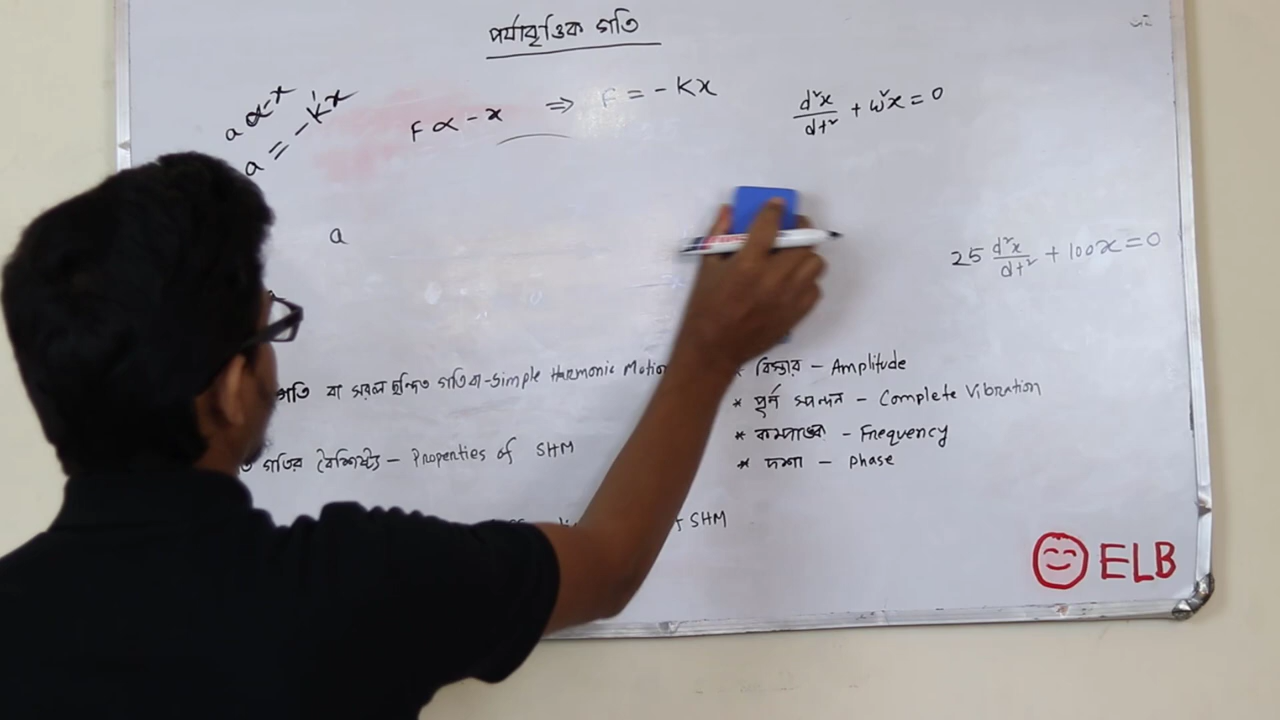 পর্যাবৃত্তিক গতি
a ∝ -x
a = -k'x
F ∝ -x ⇒ F = -Kx
d²x/dt² + ω²x = 0
a
25 d²x/dt² + 100x = 0
গতি বা সরল ছন্দিত গতি বা -Simple Harmonic Motion
গতির বৈশিষ্ট্য - Properties of SHM
SHM
* বিস্তার - Amplitude
* পূর্ণ স্পন্দন - Complete Vibration
* কম্পাঙ্ক - Frequency
* দশা - Phase
ELB